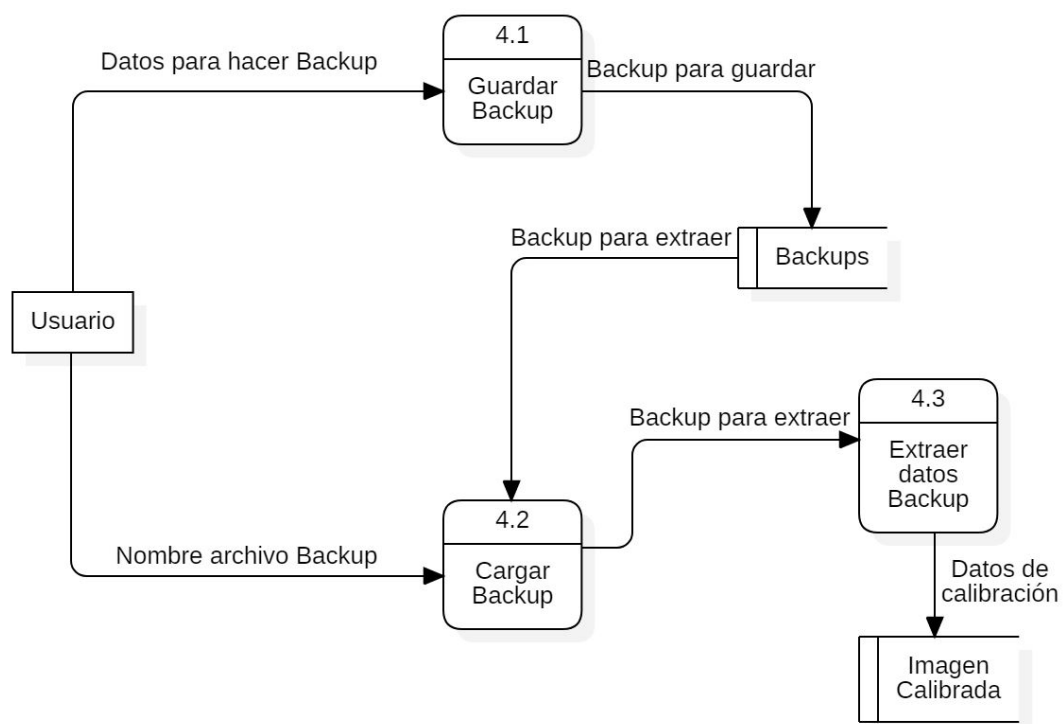 4.1
Datos para hacer Backup
Guardar
Backup
Backup para guardar
Backup para extraer
Backups
Usuario
4.3
Backup para extraer
Extraer
datos
Backup
4.2
Nombre archivo Backup
Cargar
Backup
Datos de
calibración
Imagen
Calibrada